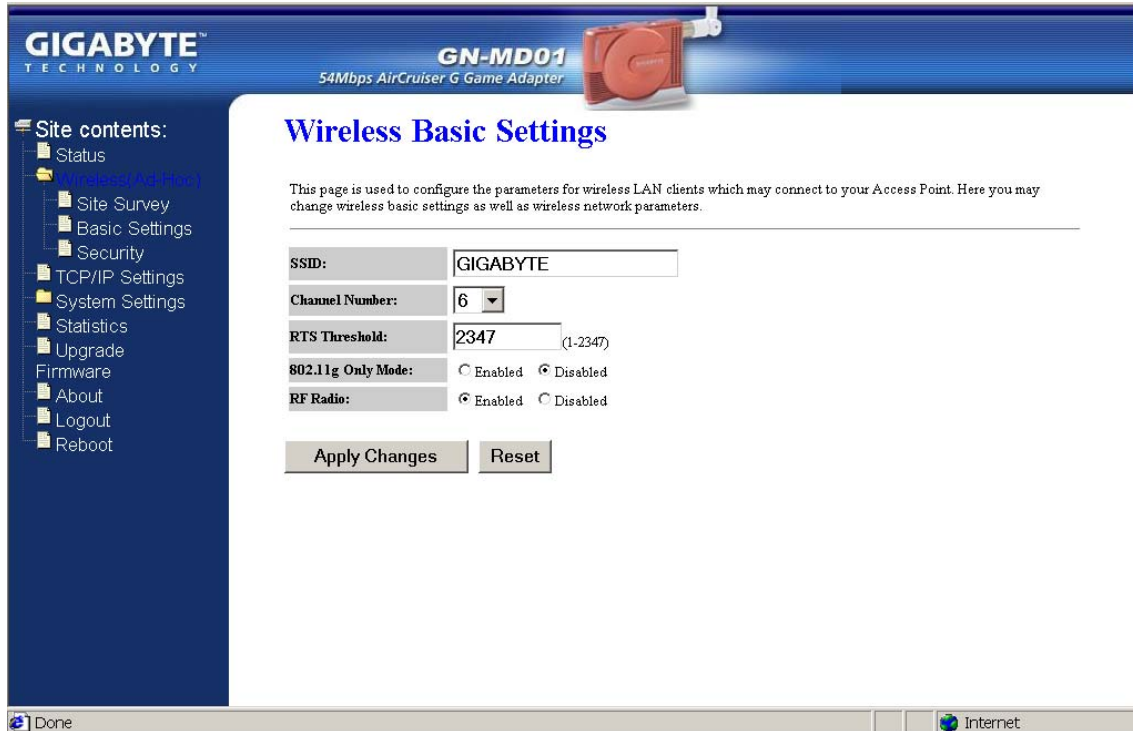 GIGABYTE™
TECHNOLOGY
GN-MD01
54Mbps AirCruiser G Game Adapter
Site contents:
Status
Wireless(Ad-Hoc)
Site Survey
Basic Settings
Security
TCP/IP Settings
System Settings
Statistics
Upgrade
Firmware
About
Logout
Reboot
Wireless Basic Settings
This page is used to configure the parameters for wireless LAN clients which may connect to your Access Point. Here you may
change wireless basic settings as well as wireless network parameters.
SSID: GIGABYTE
Channel Number: 6
RTS Threshold: 2347 (1-2347)
802.11g Only Mode: Enabled Disabled
RF Radio: Enabled Disabled
Apply Changes Reset
Done Internet